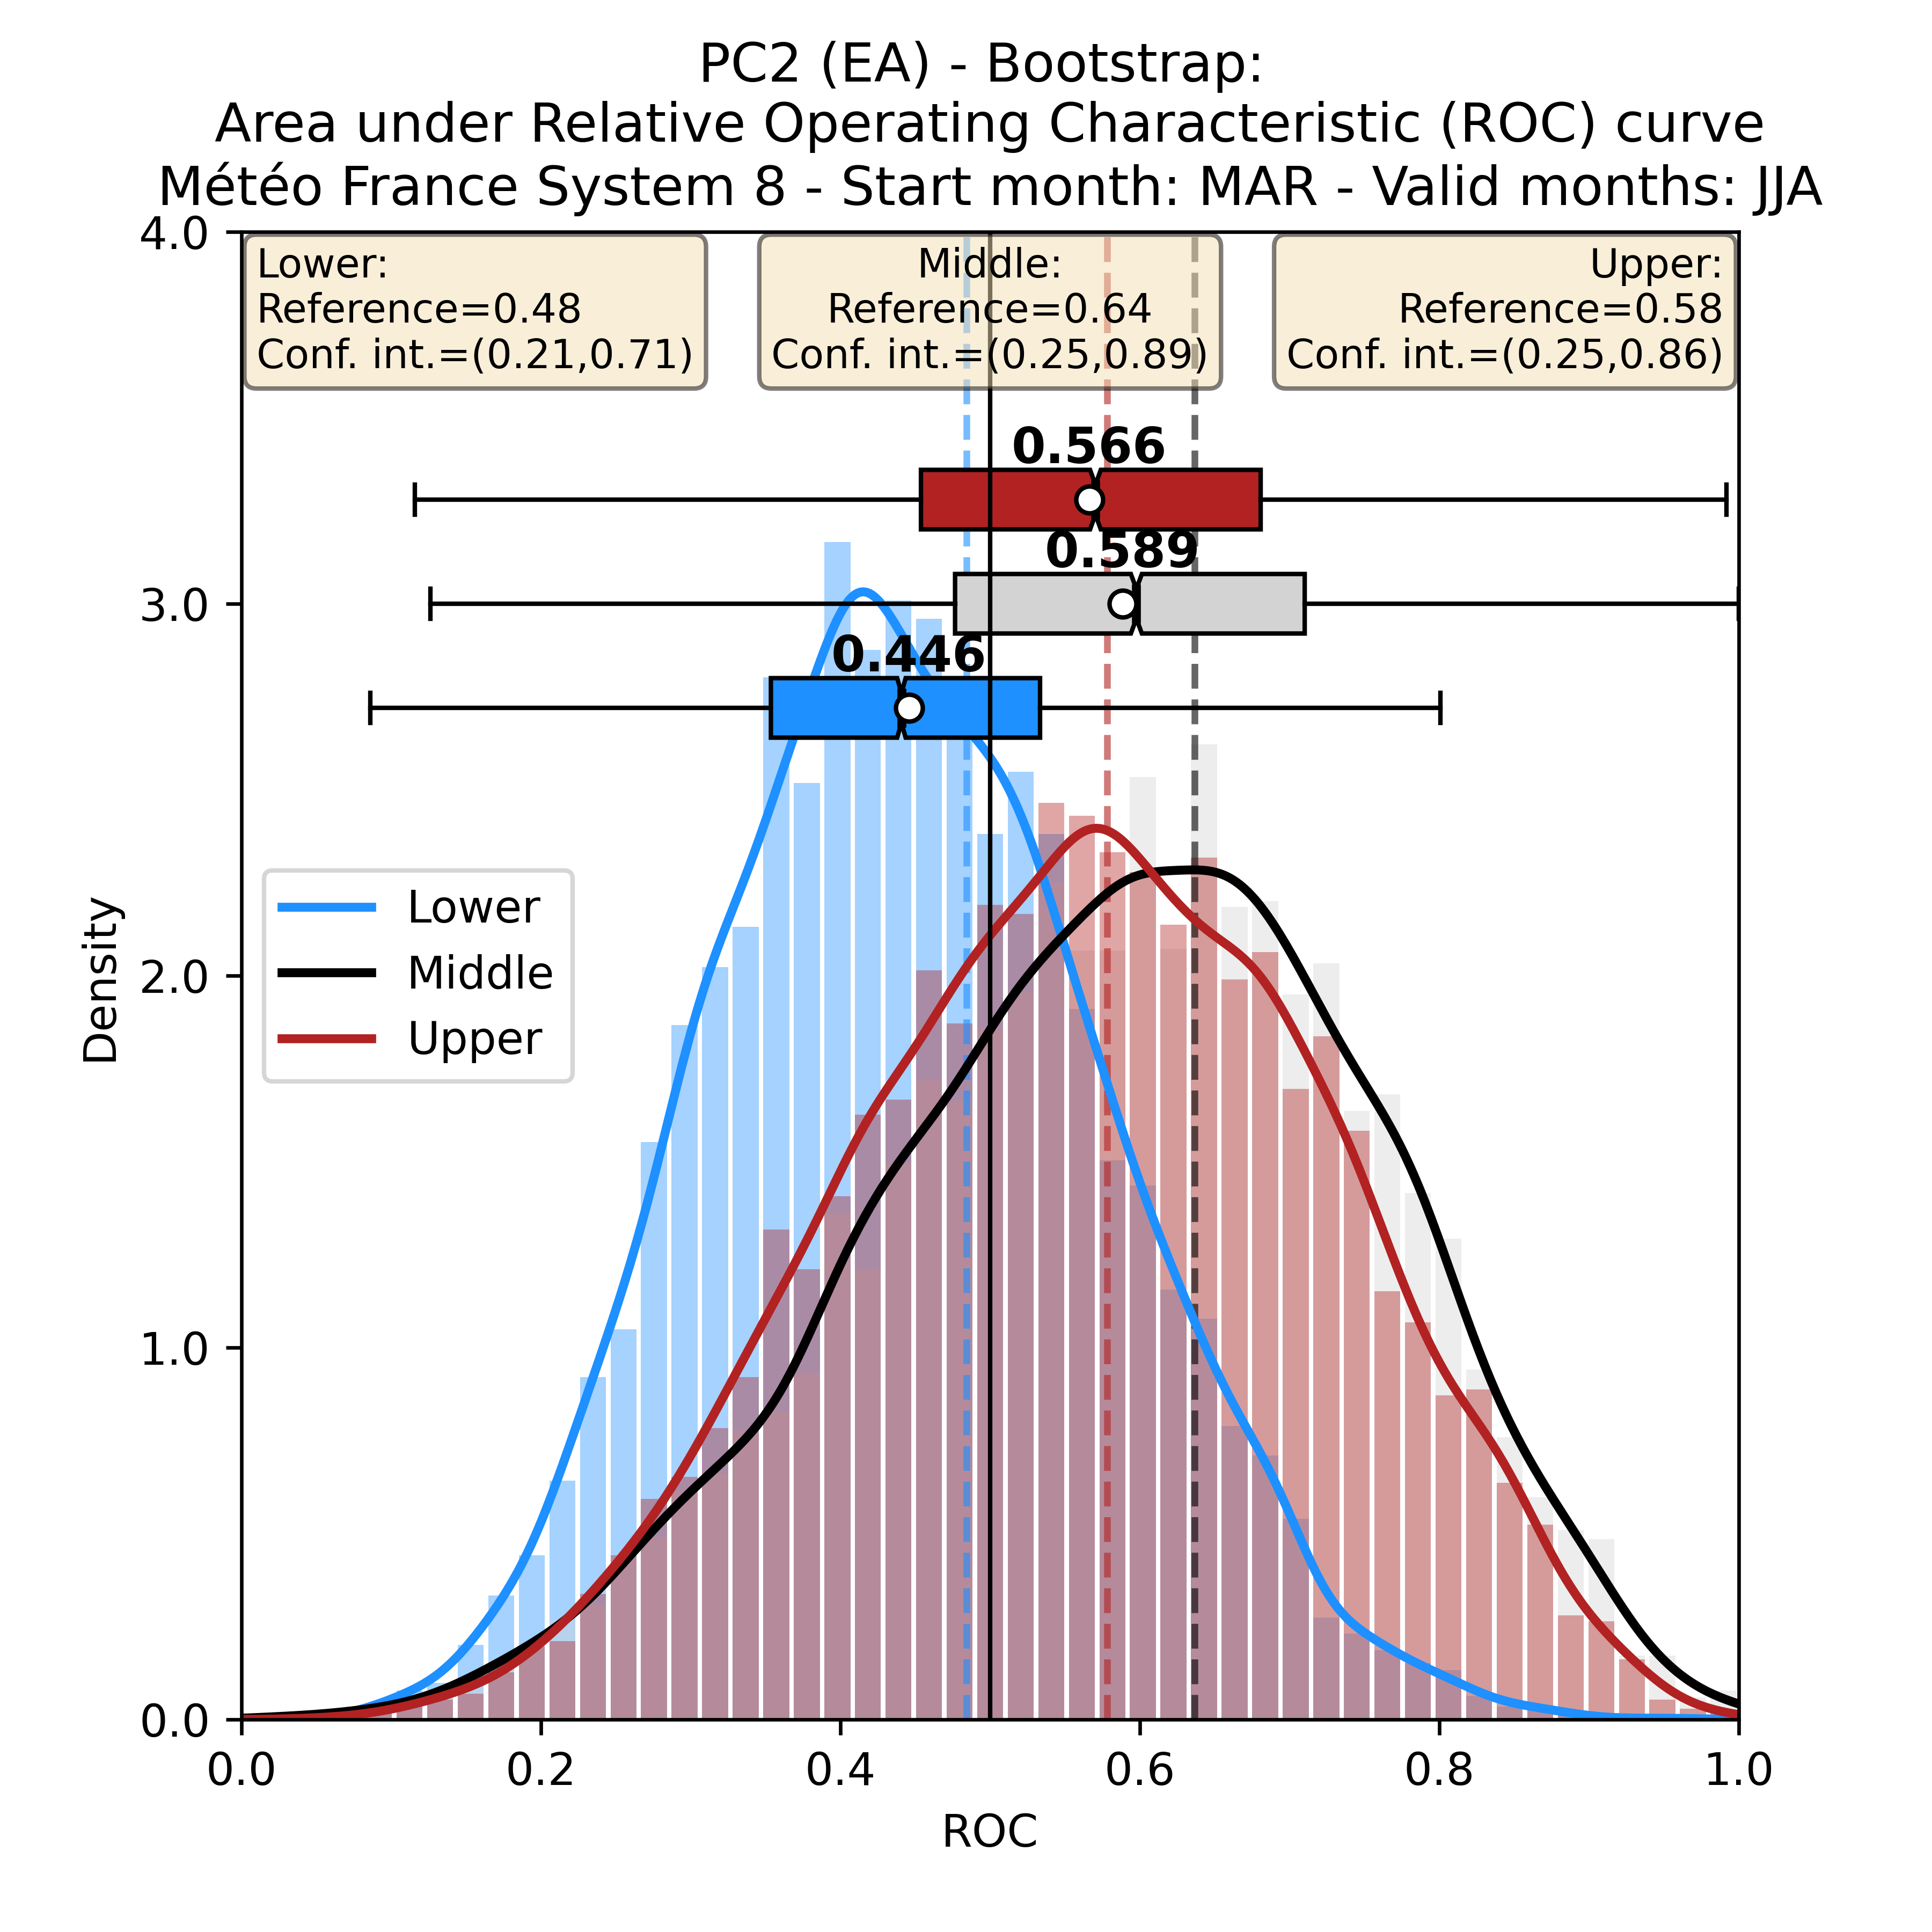 PC2 (EA) - Bootstrap:
Area under Relative Operating Characteristic (ROC) curve
Météo France System 8 - Start month: MAR - Valid months: JJA
4.0
Lower:
Reference=0.48
Conf. int.=(0.21,0.71)
Middle:
Reference=0.64
Conf. int.=(0.25,0.89)
Upper:
Reference=0.58
Conf. int.=(0.25,0.86)
0.566
0.589
3.0
0.446
Lower
Middle
Upper
Density
2.0
1.0
0.0
0.0
0.2
0.4
0.6
0.8
1.0
ROC